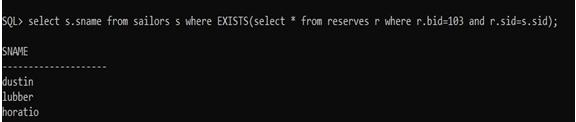 SQL> select s.sname from sailors s where EXISTS(select * from reserves r where r.bid=103 and r.sid=s.sid);
SNAME
--------------------
dustin
lubber
horatio